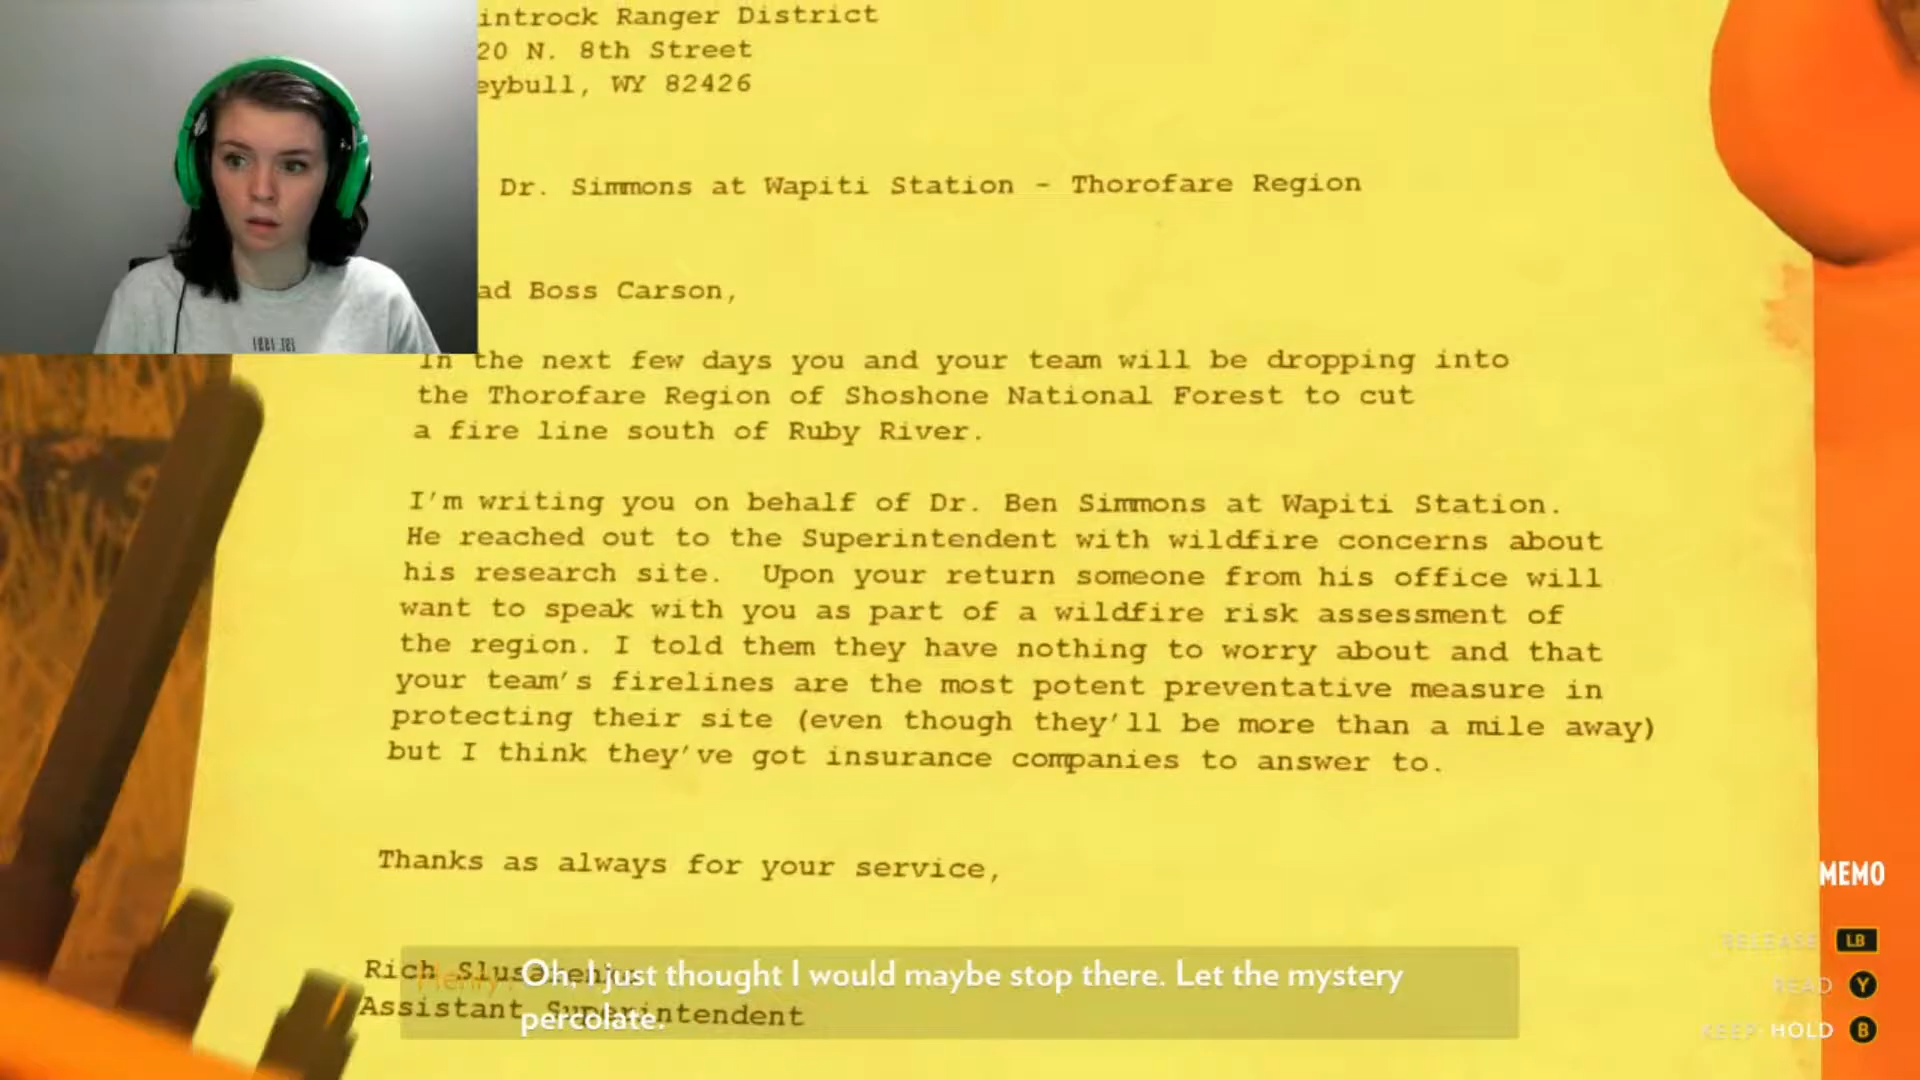 introck Ranger District
20 N. 8th Street
eybull, WY 82426
Dr. Simmons at Wapiti Station - Thorofare Region
ad Boss Carson,
In the next few days you and your team will be dropping into
the Thorofare Region of Shoshone National Forest to cut
a fire line south of Ruby River.
I'm writing you on behalf of Dr. Ben Simmons at Wapiti Station.
He reached out to the Superintendent with wildfire concerns about
his research site. Upon your return someone from his office will
want to speak with you as part of a wildfire risk assessment of
the region. I told them they have nothing to worry about and that
your team's firelines are the most potent preventative measure in
protecting their site (even though they'll be more than a mile away)
but I think they've got insurance companies to answer to.
Thanks as always for your service,
Rich
Assistant Superintendent
Henry: Oh, I just thought I would maybe stop there. Let the mystery
percolate.
MEMO
RELEASE LB
READ Y
KEEP: HOLD B